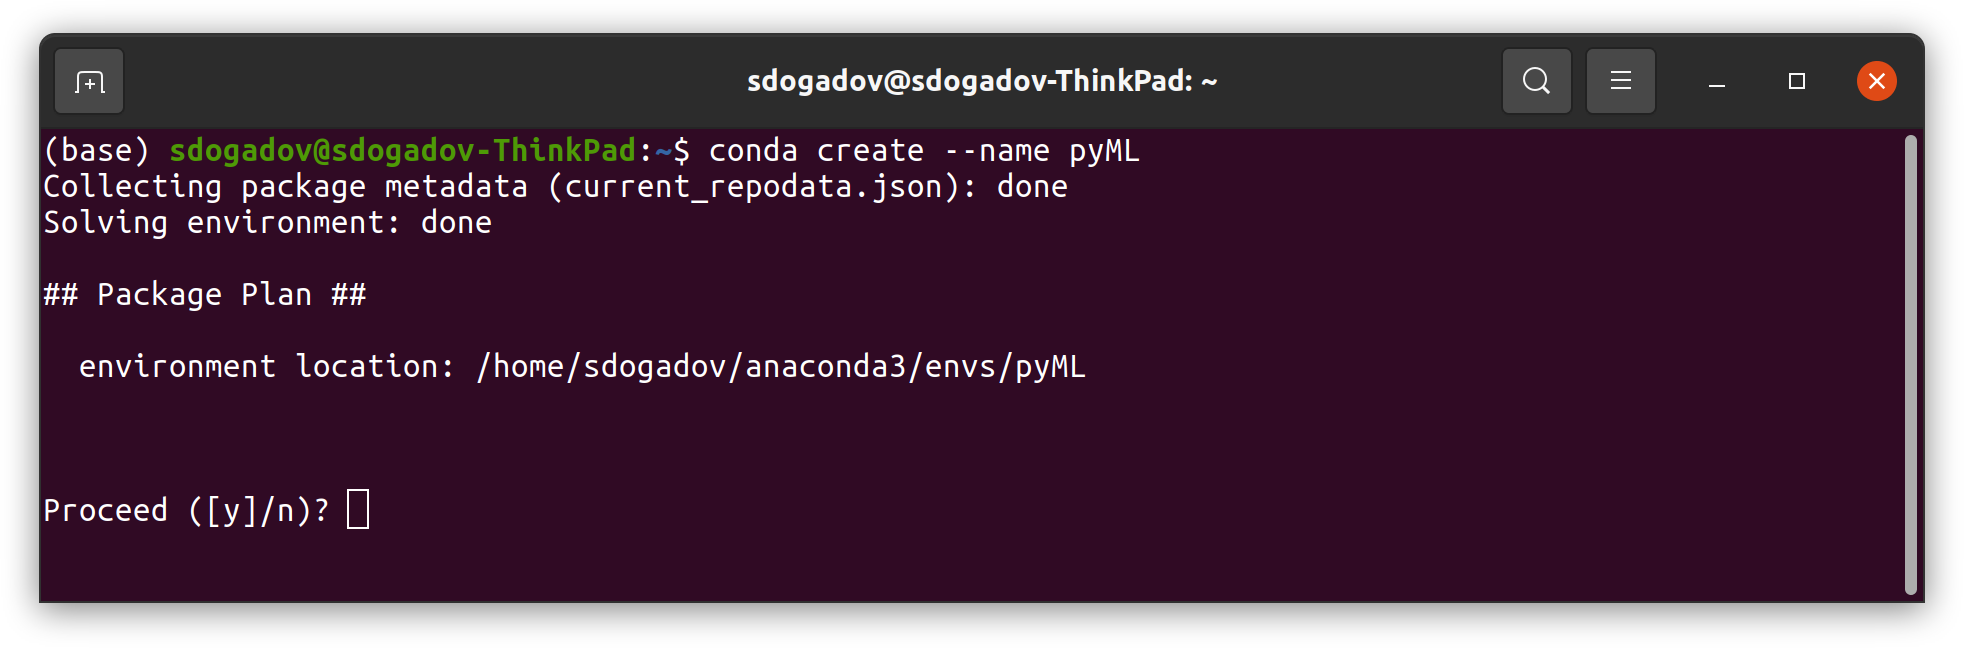 sdogadov@sdogadov-ThinkPad: ~
(base) sdogadov@sdogadov-ThinkPad:~$ conda create --name pyML
Collecting package metadata (current_repodata.json): done
Solving environment: done
## Package Plan ##
environment location: /home/sdogadov/anaconda3/envs/pyML
Proceed ([y]/n)?